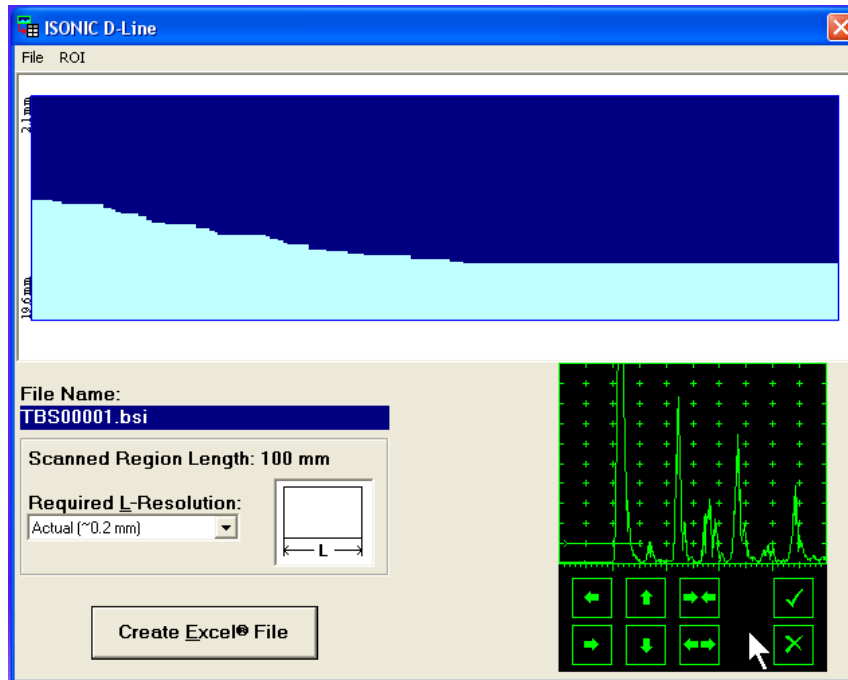 ISONIC D-Line
File ROI
2.1 mm
19.6 mm
File Name:
TBS00001.bsi
Scanned Region Length: 100 mm
Required L-Resolution:
Actual (~0.2 mm)
L
Create Excel® File